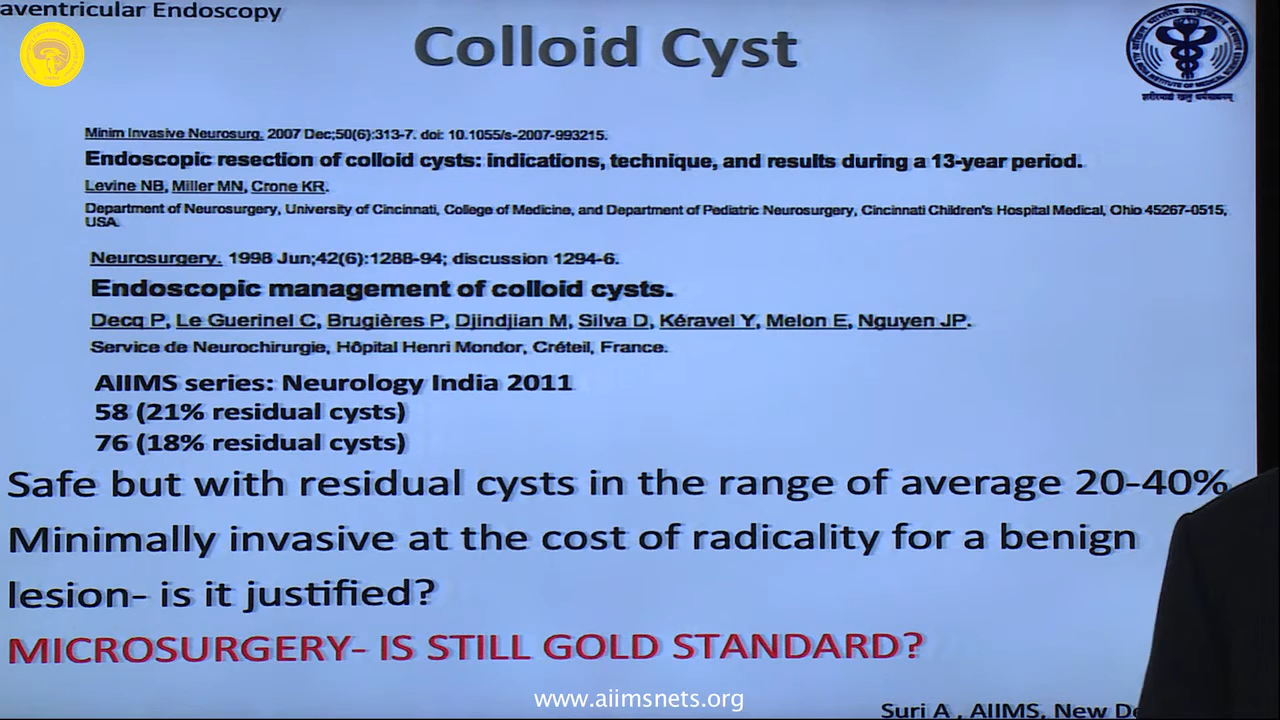 aventricular Endoscopy
Colloid Cyst
Minim Invasive Neurosurg. 2007 Dec;50(6):313-7. doi: 10.1055/s-2007-993215.
Endoscopic resection of colloid cysts: indications, technique, and results during a 13-year period.
Levine NB, Miller MN, Crone KR.
Department of Neurosurgery, University of Cincinnati, College of Medicine, and Department of Pediatric Neurosurgery, Cincinnati Children's Hospital Medical, Ohio 45267-0515,
USA.
Neurosurgery. 1998 Jun;42(6):1288-94; discussion 1294-6.
Endoscopic management of colloid cysts.
Decq P, Le Guerinel C, Brugières P, Djindjian M, Silva D, Kéravel Y, Melon E, Nguyen JP.
Service de Neurochirurgie, Hôpital Henri Mondor, Créteil, France.
AIIMS series: Neurology India 2011
58 (21% residual cysts)
76 (18% residual cysts)
Safe but with residual cysts in the range of average 20-40%
Minimally invasive at the cost of radicality for a benign
lesion- is it justified?
MICROSURGERY- IS STILL GOLD STANDARD?
www.aiimsnets.org
Suri A , AIIMS, New De